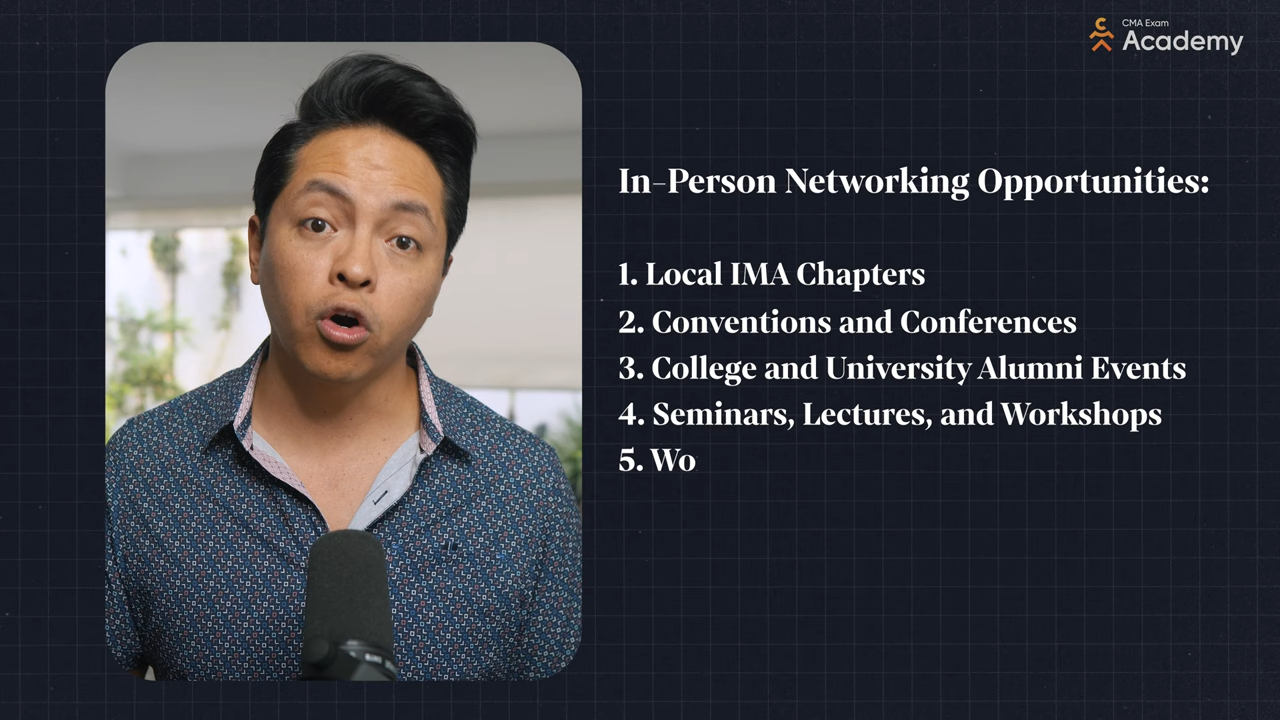 CMA Exam
Academy
In-Person Networking Opportunities:
1. Local IMA Chapters
2. Conventions and Conferences
3. College and University Alumni Events
4. Seminars, Lectures, and Workshops
5. Wo